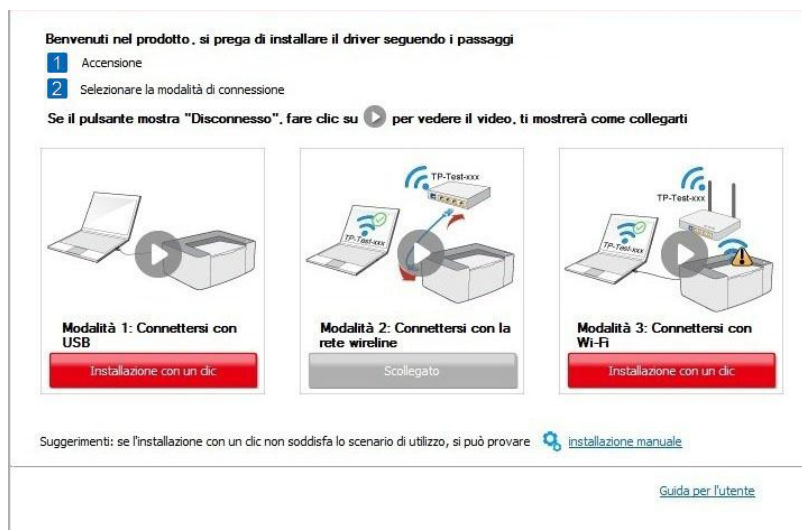 Benvenuti nel prodotto, si prega di installare il driver seguendo i passaggi
1 Accensione
2 Selezionare la modalità di connessione
Se il pulsante mostra "Disconnesso", fare clic su per vedere il video, ti mostrerà come collegarti
TP-Test-xxx
TP-Test-xxx
TP-Test-xxx
TP-Test-xxx
Modalità 1: Connettersi con
USB
Modalità 2: Connettersi con la
rete wireline
Modalità 3: Connettersi con
Wi-Fi
Installazione con un clic
Scollegato
Installazione con un clic
Suggerimenti: se l'installazione con un clic non soddisfa lo scenario di utilizzo, si può provare installazione manuale
Guida per l'utente